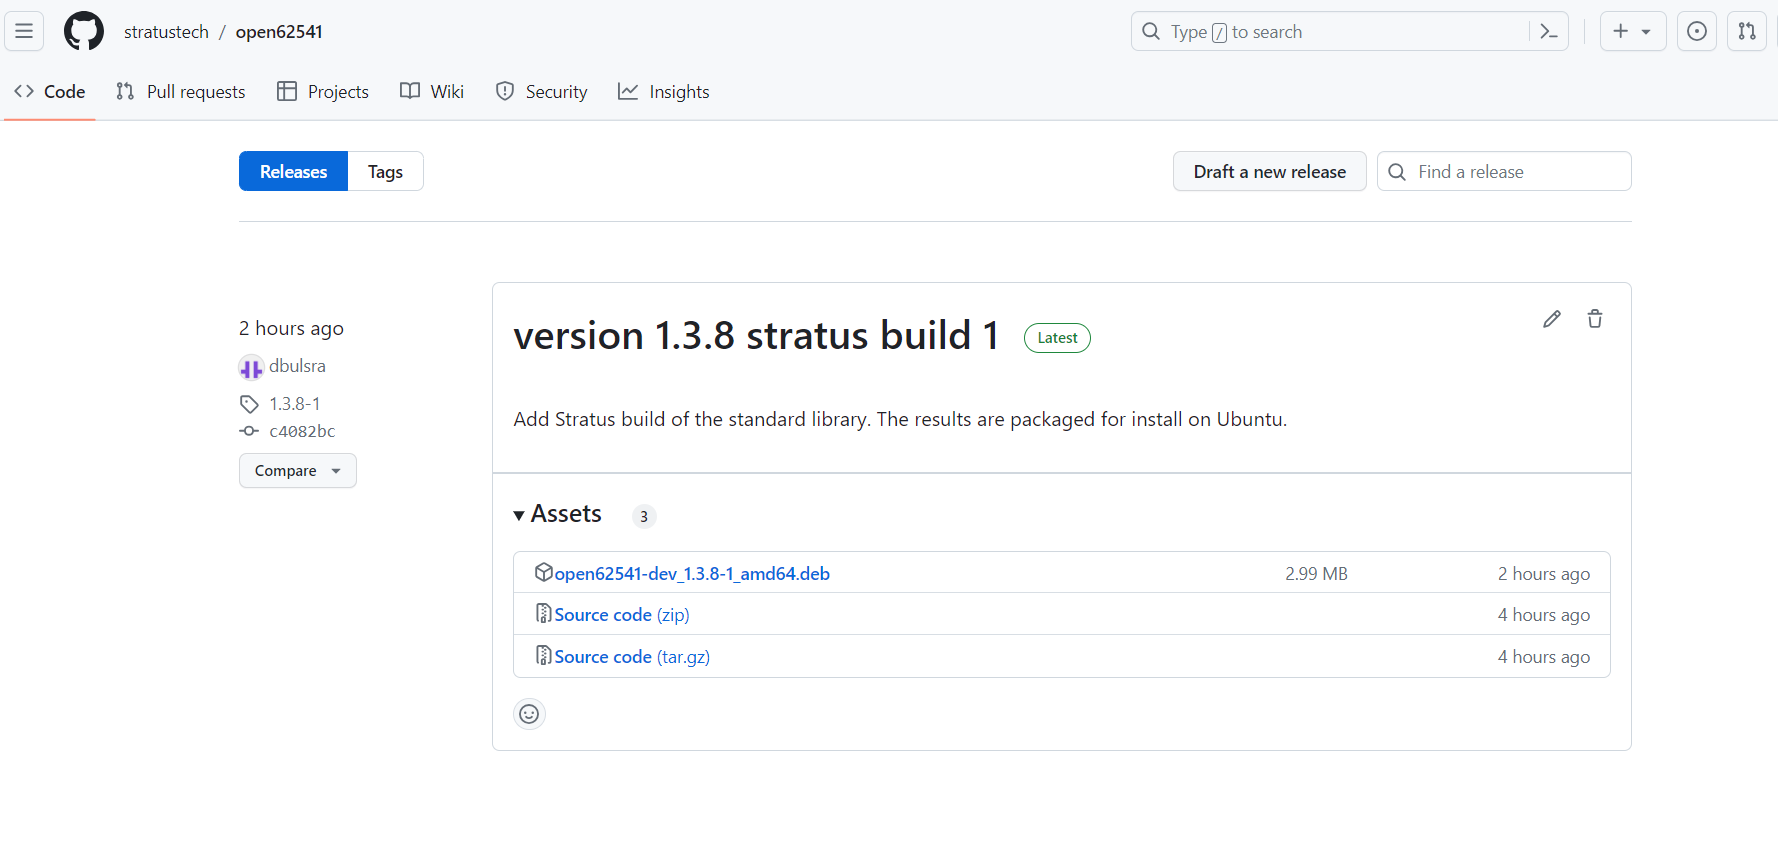 stratustech / open62541
Type / to search
Code Pull requests Projects Wiki Security Insights
Releases Tags
Draft a new release
Find a release
2 hours ago
dbulsra
1.3.8-1
c4082bc
Compare
version 1.3.8 stratus build 1 Latest
Add Stratus build of the standard library. The results are packaged for install on Ubuntu.
Assets 3
open62541-dev_1.3.8-1_amd64.deb 2.99 MB 2 hours ago
Source code (zip) 4 hours ago
Source code (tar.gz) 4 hours ago